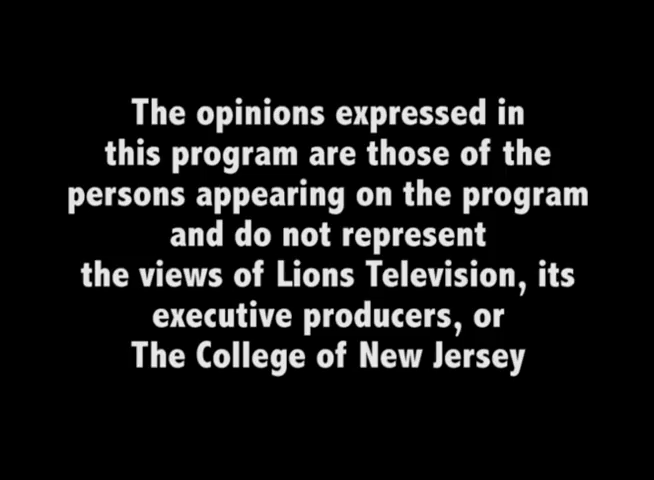 The opinions expressed in
this program are those of the
persons appearing on the program
and do not represent
the views of Lions Television, its
executive producers, or
The College of New Jersey